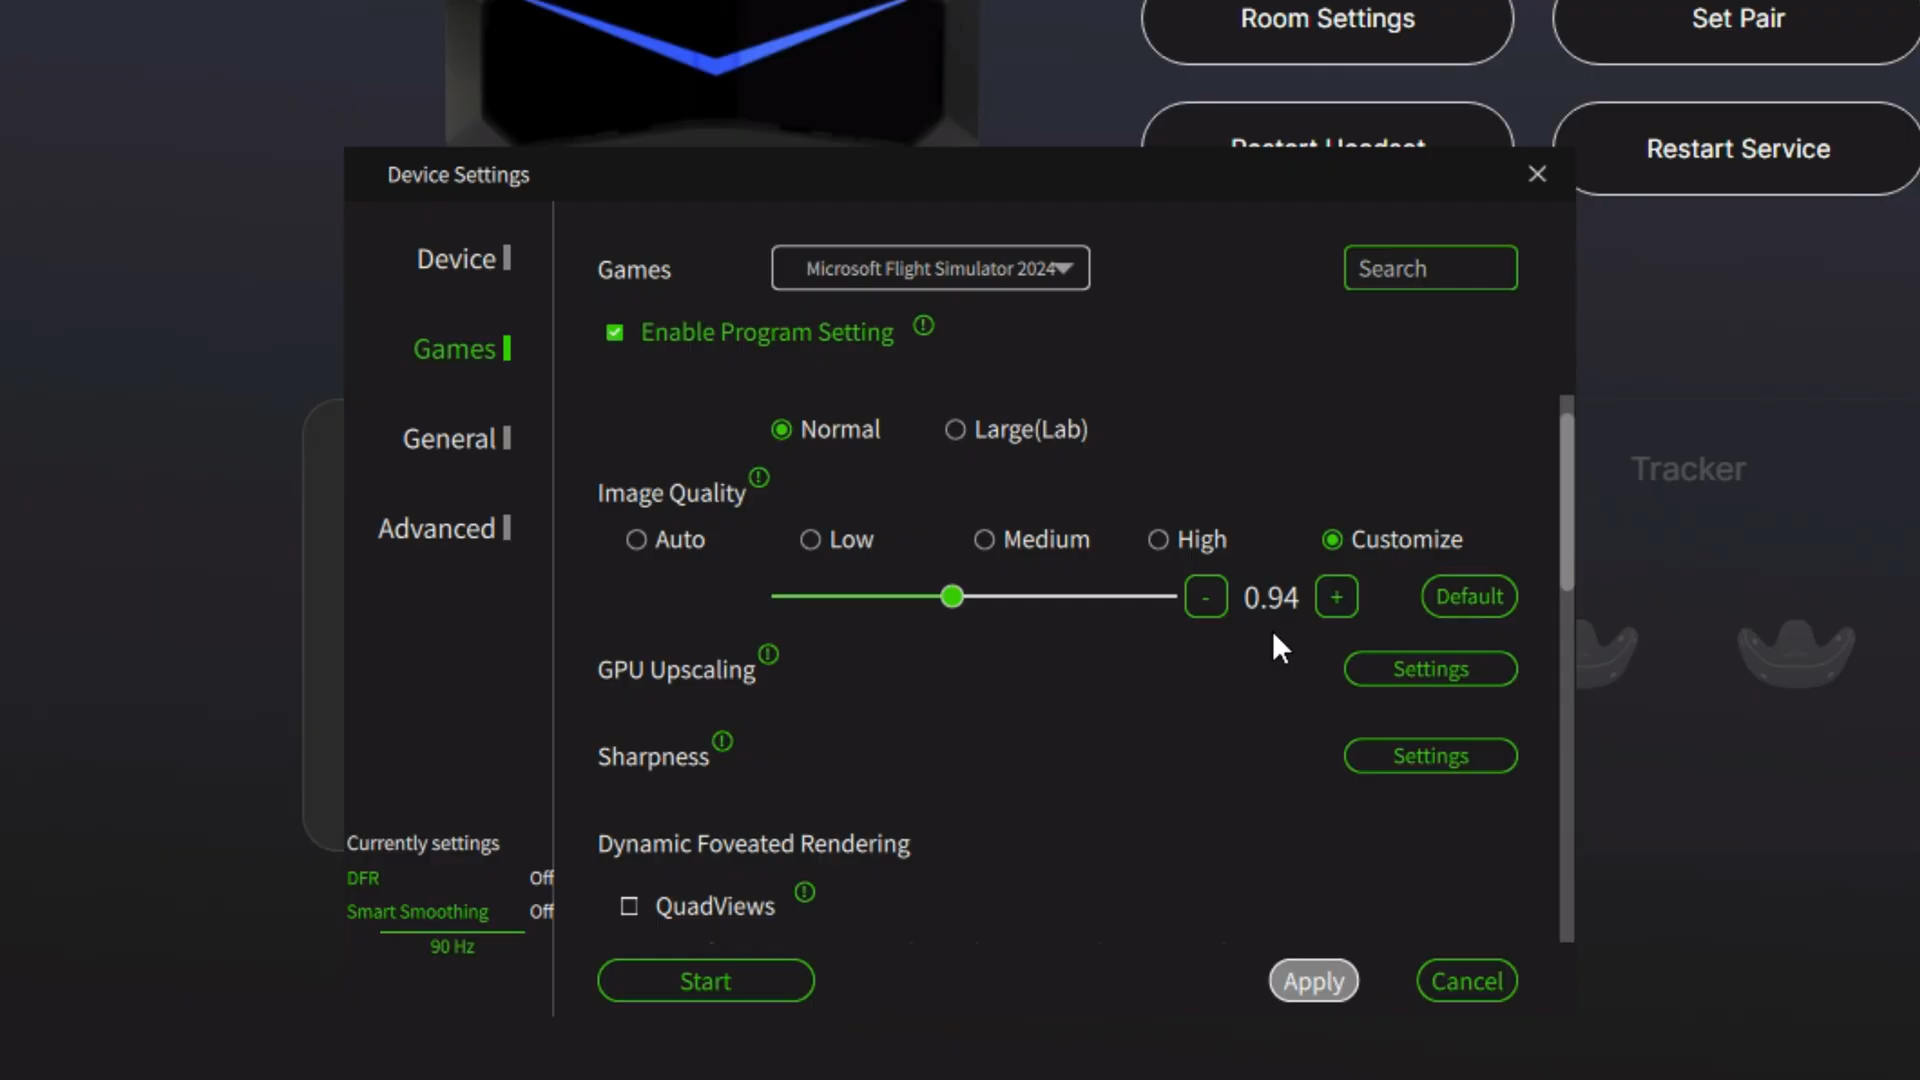 Room Settings
Set Pair
Restart Headset
Restart Service
Device Settings
Device
Games
General
Advanced
Games
Microsoft Flight Simulator 2024
Search
Enable Program Setting
Normal
Large(Lab)
Image Quality
Auto
Low
Medium
High
Customize
-
0.94
+
Default
GPU Upscaling
Settings
Sharpness
Settings
Dynamic Foveated Rendering
QuadViews
Currently settings
DFR
Off
Smart Smoothing
Off
90 Hz
Start
Apply
Cancel
Tracker